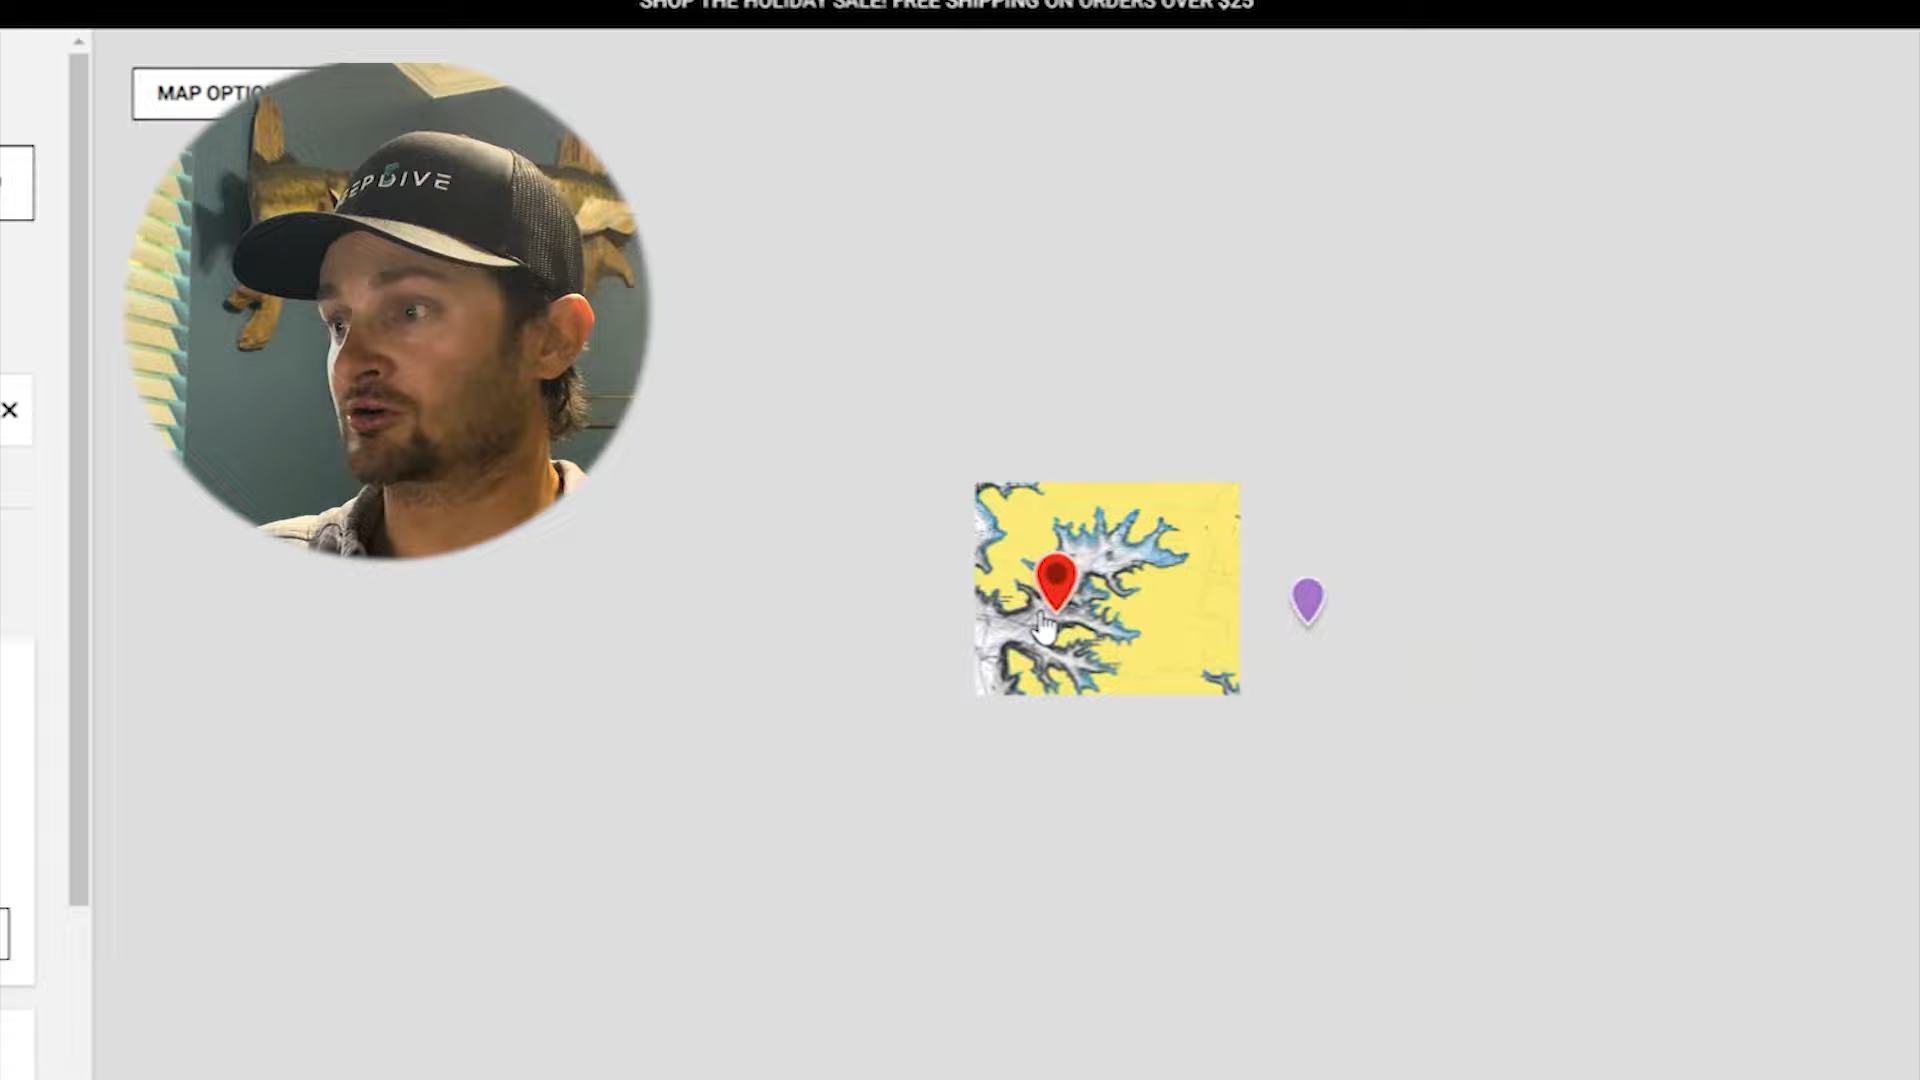 SHOP THE HOLIDAY SALE! FREE SHIPPING ON ORDERS OVER $25
MAP OPTIO
EPDIVE
X